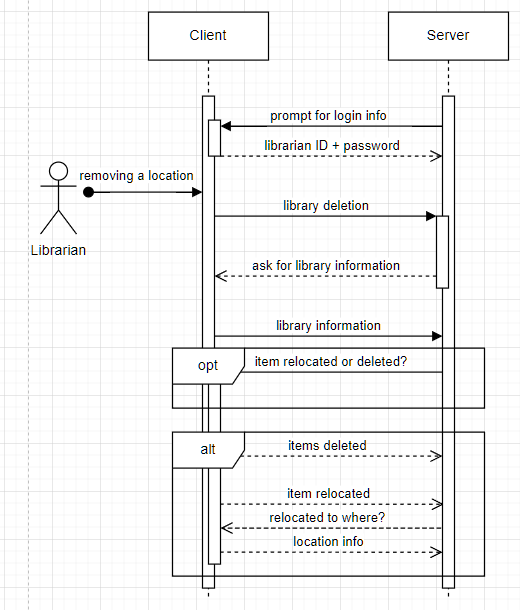 Client
Server
prompt for login info
librarian ID + password
removing a location
Librarian
library deletion
ask for library information
library information
opt
item relocated or deleted?
alt
items deleted
item relocated
relocated to where?
location info